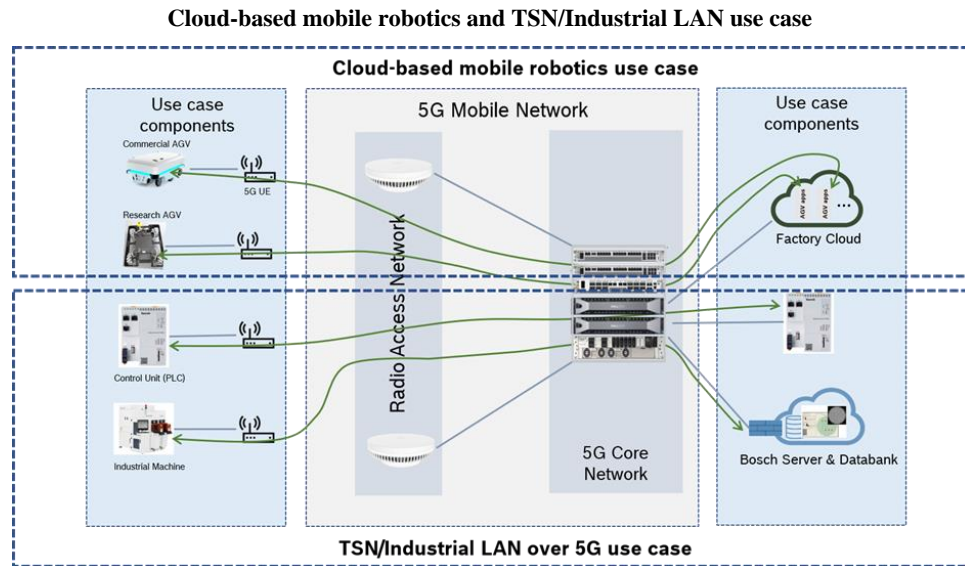 Cloud-based mobile robotics and TSN/Industrial LAN use case
Cloud-based mobile robotics use case
Use case
components
Commercial AGV
5G UE
Research AGV
Control Unit (PLC)
Industrial Machine
5G Mobile Network
Radio Access Network
5G Core
Network
Use case
components
AGV apps
AGV apps
...
Factory Cloud
Bosch Server & Databank
TSN/Industrial LAN over 5G use case